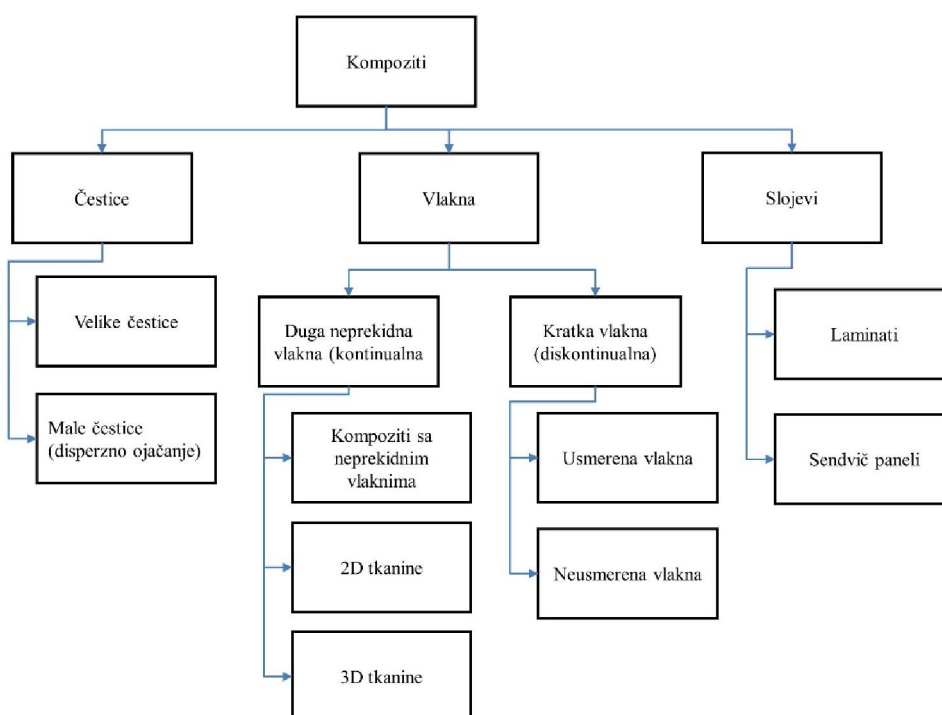 Kompoziti
Čestice
Vlakna
Slojevi
Velike čestice
Male čestice
(disperzno ojačanje)
Duga neprekidna
vlakna (kontinualna
Kratka vlakna
(diskontinualna)
Kompoziti sa
neprekidnim
vlaknima
2D tkanine
3D tkanine
Usmerena vlakna
Neusmerena vlakna
Laminati
Sendvič paneli